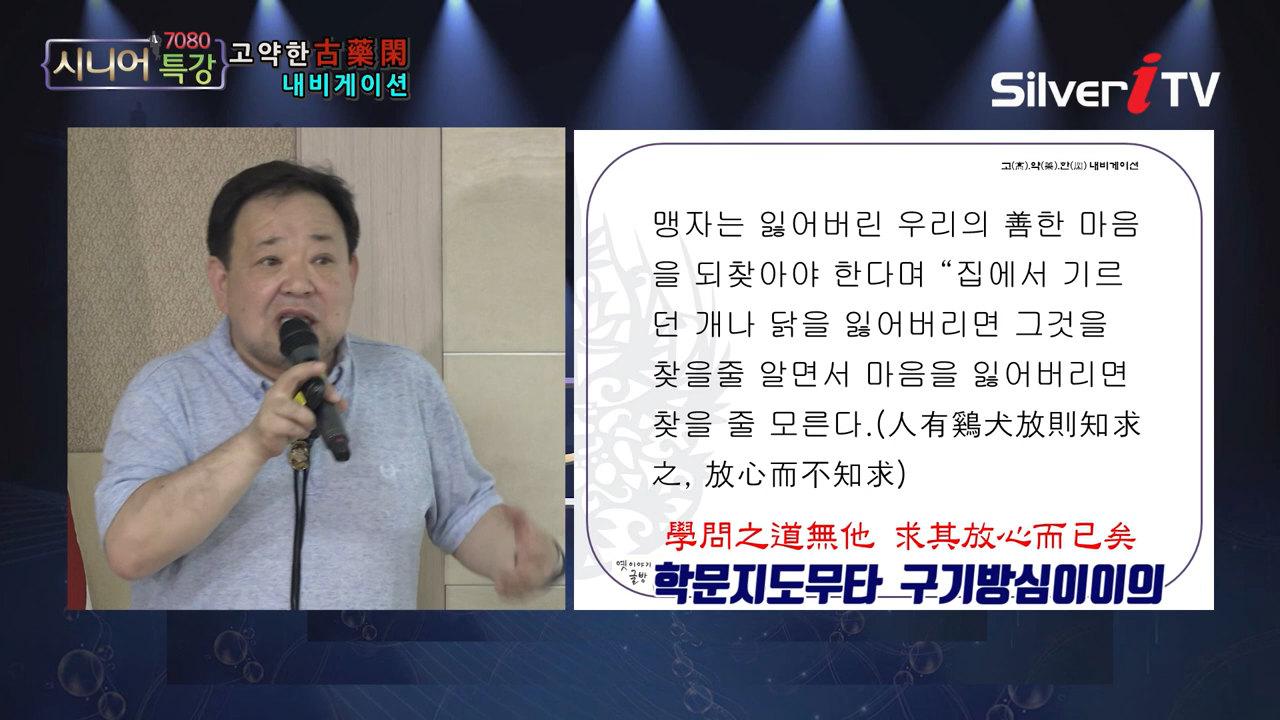 시니어 7080 특강
고약한古藥閑
내비게이션
Silver i TV
고(古).약(藥).한(閑) 내비게이션
맹자는 잃어버린 우리의 善한 마음
을 되찾아야 한다며 “집에서 기르
던 개나 닭을 잃어버리면 그것을
찾을줄 알면서 마음을 잃어버리면
찾을 줄 모른다.(人有鷄犬放則知求
之, 放心而不知求)
學問之道無他 求其放心而已矣
옛이야기
글방
학문지도무타 구기방심이이의